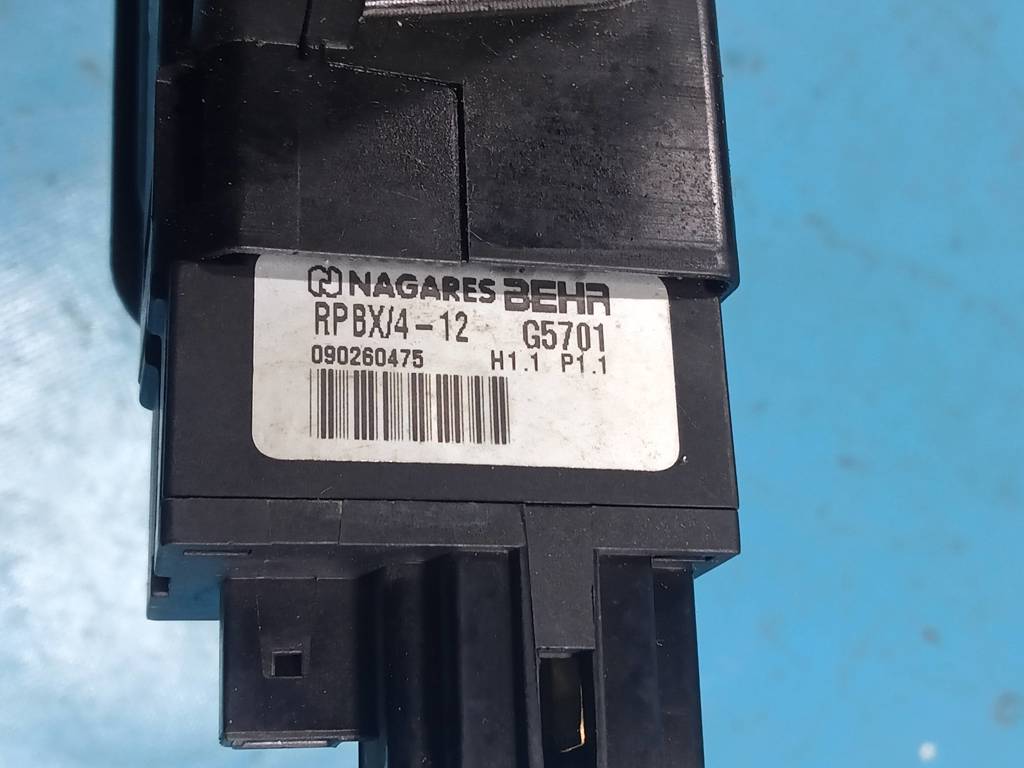 NAGARES BEHR
RPBX/4-12 G5701
090260475 H1.1 P1.1